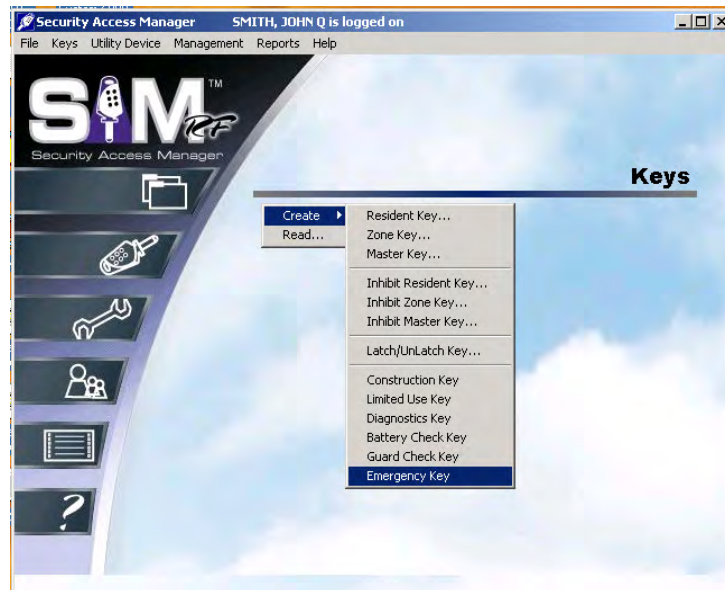 Security Access Manager SMITH, JOHN Q is logged on
File Keys Utility Device Management Reports Help
SAM TM
RF
Security Access Manager
Keys
Create
Read...
Resident Key...
Zone Key...
Master Key...
Inhibit Resident Key...
Inhibit Zone Key...
Inhibit Master Key...
Latch/UnLatch Key...
Construction Key
Limited Use Key
Diagnostics Key
Battery Check Key
Guard Check Key
Emergency Key
?